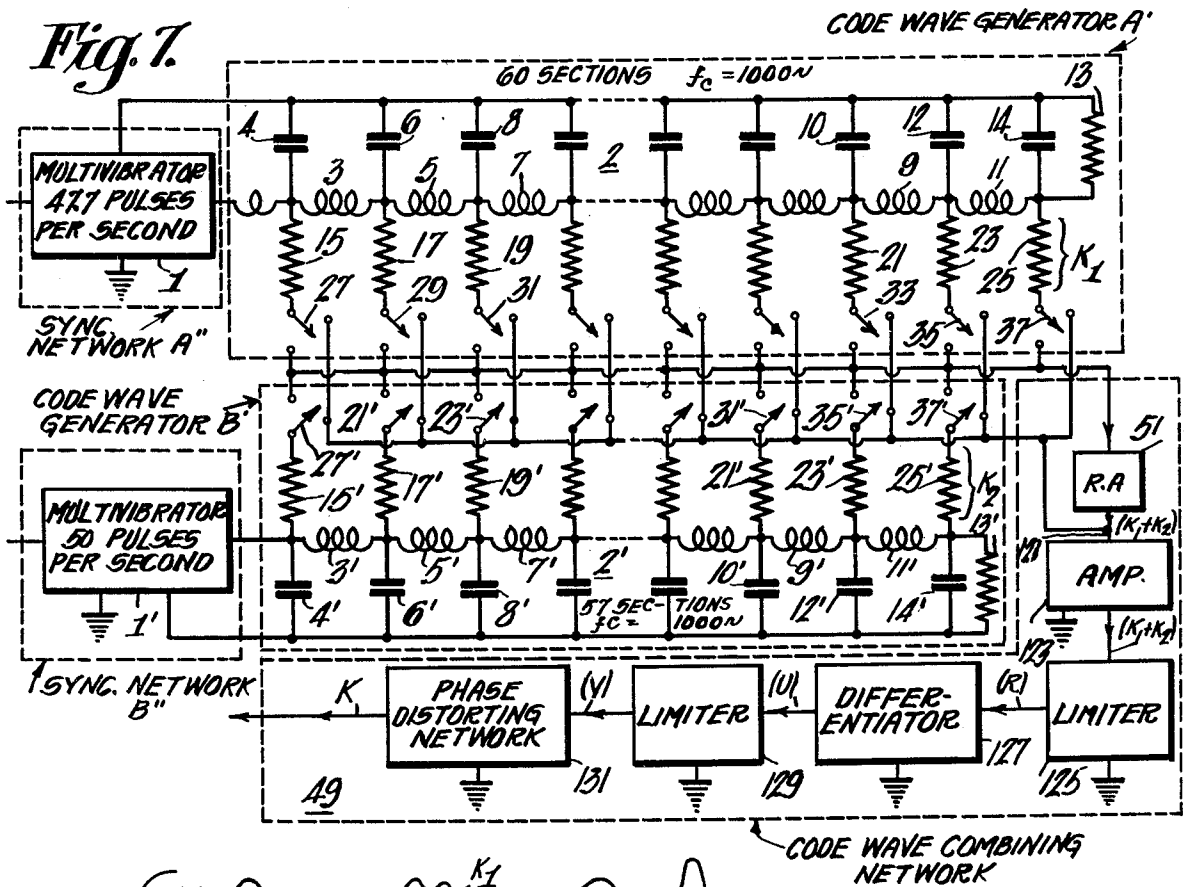 Fig. 7.
CODE WAVE GENERATOR A'
60 SECTIONS fc = 1000~
13
4
6
8
2
10
12
14
MULTIVIBRATOR
47.7 PULSES
PER SECOND
3
5
7
9
11
15
17
19
21
23
25
K1
1
27
29
31
33
35
37
SYNC.
NETWORK A"
CODE WAVE
GENERATOR B'
21'
23'
31'
35'
37'
51
27'
R.A
15'
17'
19'
21'
23'
25'
K2
13'
(K1+K2)
MULTIVIBRATOR
50 PULSES
PER SECOND
3'
5'
7'
2'
9'
11'
121
AMP.
4'
6'
8'
10'
12'
14'
57 SEC- TIONS
fc = 1000~
1'
123
(K1+K2)
SYNC. NETWORK
B"
K
PHASE
DISTORTING
NETWORK
(V)
LIMITER
(U)
DIFFER-
ENTIATOR
(R)
LIMITER
131
129
127
125
49
CODE WAVE COMBINING
NETWORK
K1